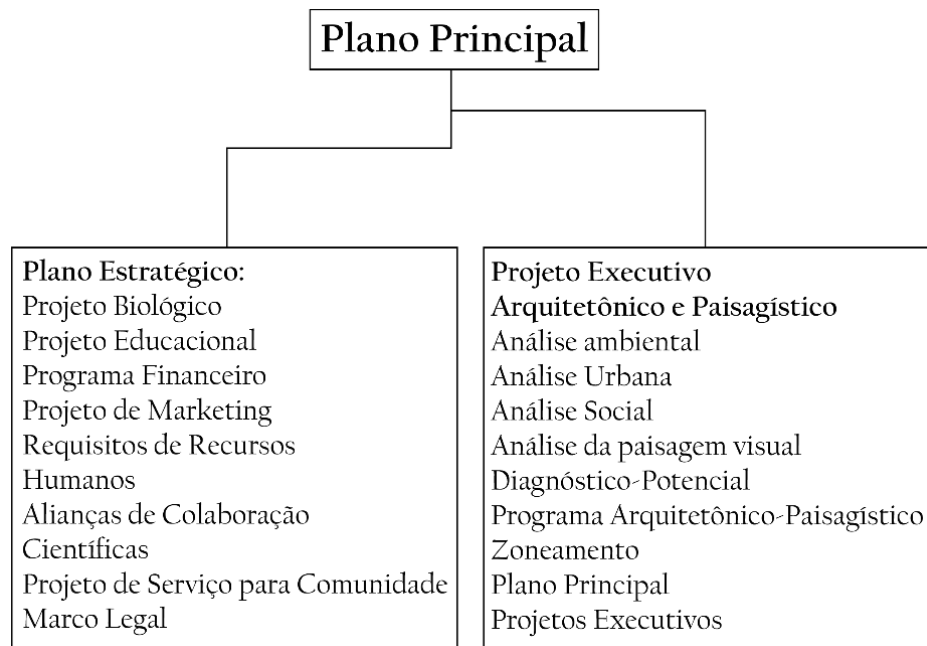 Plano Principal
Plano Estratégico:
Projeto Biológico
Projeto Educacional
Programa Financeiro
Projeto de Marketing
Requisitos de Recursos
Humanos
Alianças de Colaboração
Científicas
Projeto de Serviço para Comunidade
Marco Legal
Projeto Executivo
Arquitetônico e Paisagístico
Análise ambiental
Análise Urbana
Análise Social
Análise da paisagem visual
Diagnóstico-Potencial
Programa Arquitetônico-Paisagístico
Zoneamento
Plano Principal
Projetos Executivos